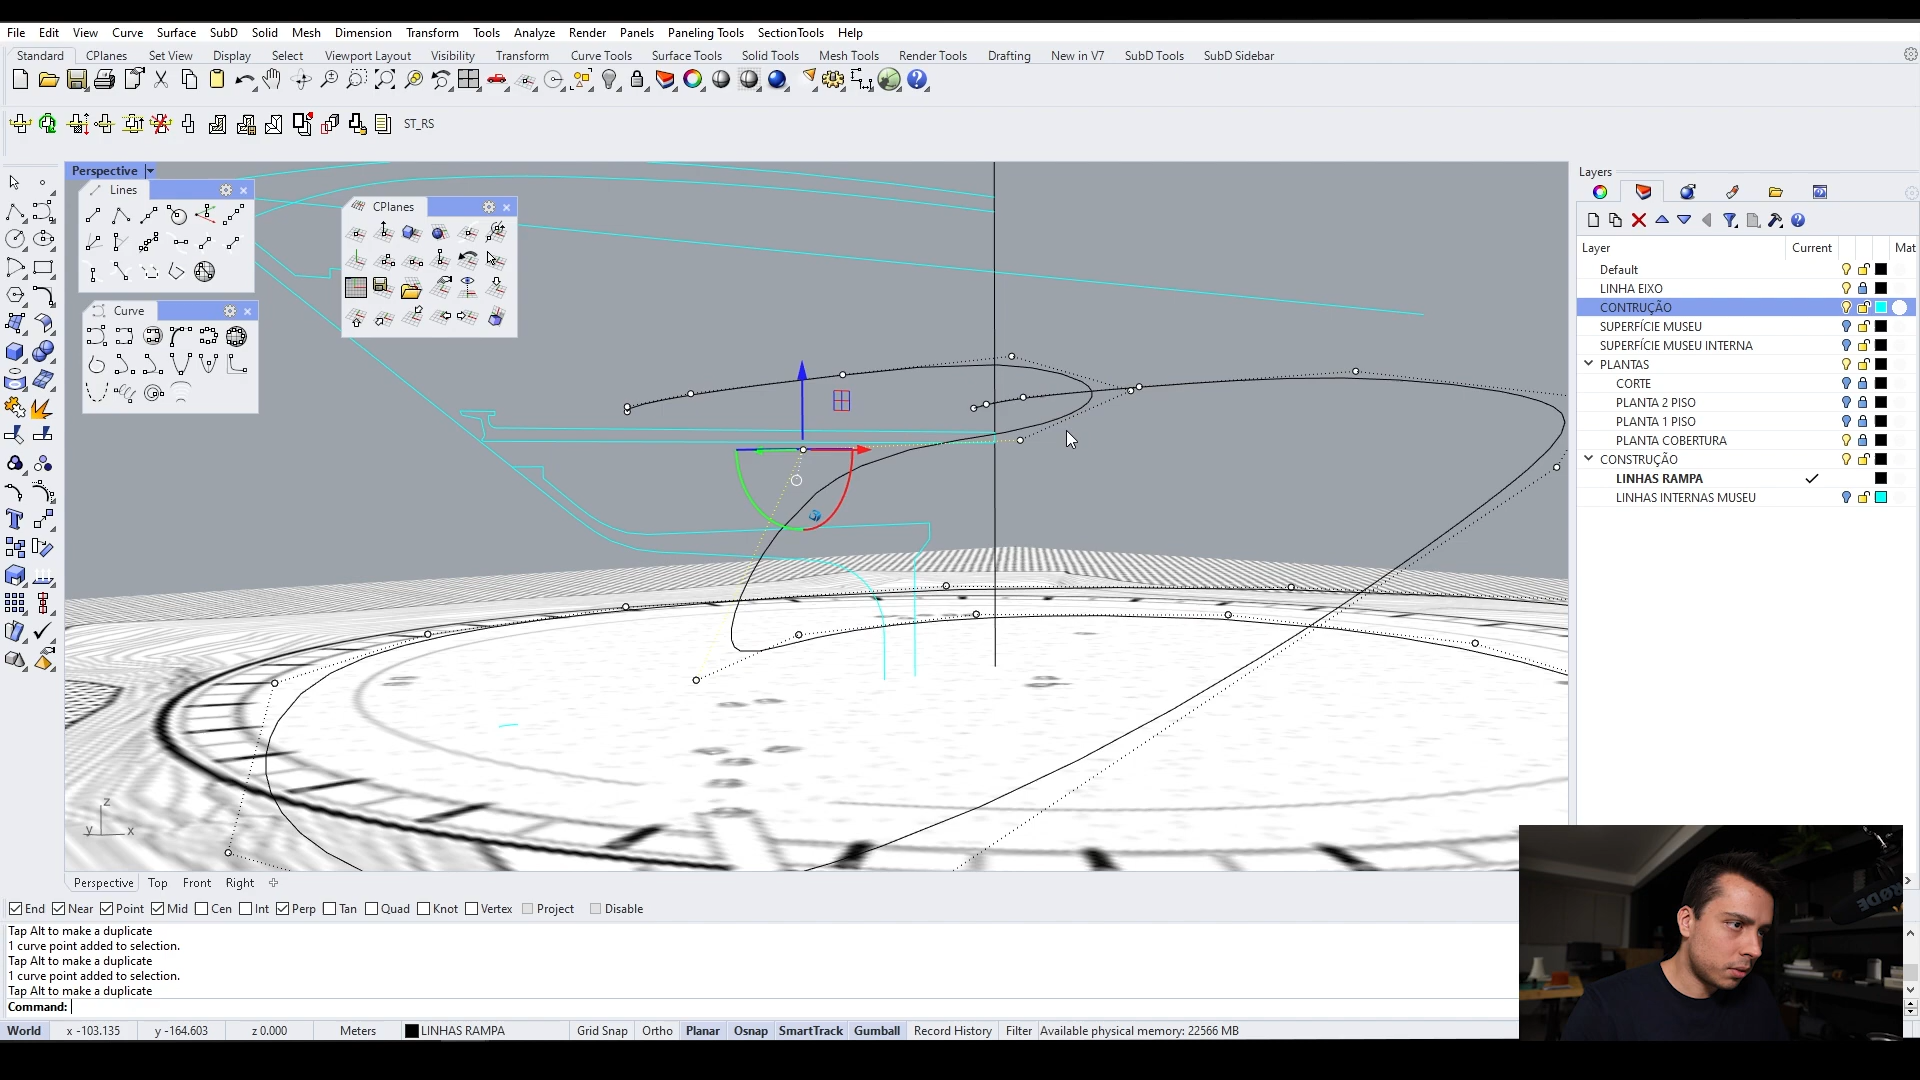 File Edit View Curve Surface SubD Solid Mesh Dimension Transform Tools Analyze Render Panels Paneling Tools SectionTools Help
Standard CPlanes Set View Display Select Viewport Layout Visibility Transform Curve Tools Surface Tools Solid Tools Mesh Tools Render Tools Drafting New in V7 SubD Tools SubD Sidebar
ST_RS
Perspective
Lines
CPlanes
Curve
Layers
Layer Current Mat
Default
LINHA EIXO
CONTRUÇÃO
SUPERFÍCIE MUSEU
SUPERFÍCIE MUSEU INTERNA
PLANTAS
CORTE
PLANTA 2 PISO
PLANTA 1 PISO
PLANTA COBERTURA
CONSTRUÇÃO
LINHAS RAMPA
LINHAS INTERNAS MUSEU
z
y x
RØDE
Perspective Top Front Right
End Near Point Mid Cen Int Perp Tan Quad Knot Vertex Project Disable
Tap Alt to make a duplicate
1 curve point added to selection.
Tap Alt to make a duplicate
1 curve point added to selection.
Tap Alt to make a duplicate
Command:
World x -103.135 y -164.603 z 0.000 Meters LINHAS RAMPA Grid Snap Ortho Planar Osnap SmartTrack Gumball Record History Filter Available physical memory: 22566 MB